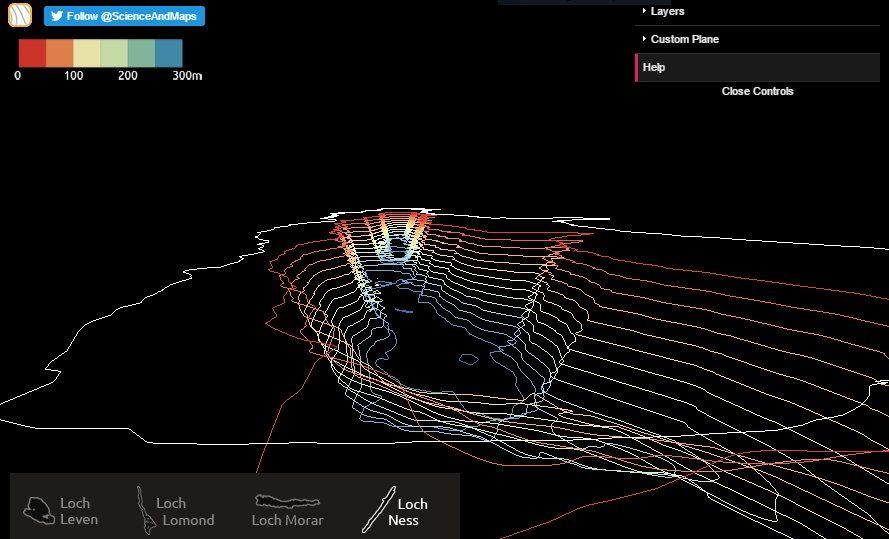 Follow @ScienceAndMaps
0 100 200 300m
Layers
Custom Plane
Help
Close Controls
Loch
Leven
Loch
Lomond
Loch Morar
Loch
Ness